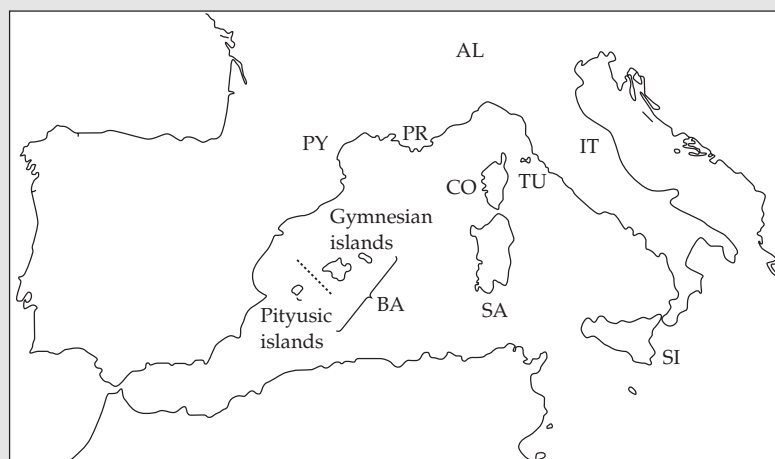 AL
PR
PY
IT
TU
CO
Gymnesian
islands
BA
SA
Pityusic
islands
SI